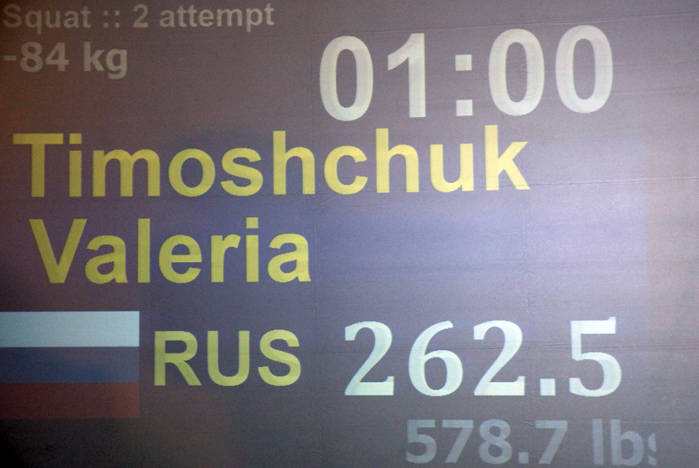 Squat :: 2 attempt
-84 kg
01:00
Timoshchuk
Valeria
RUS 262.5
578.7 lbs